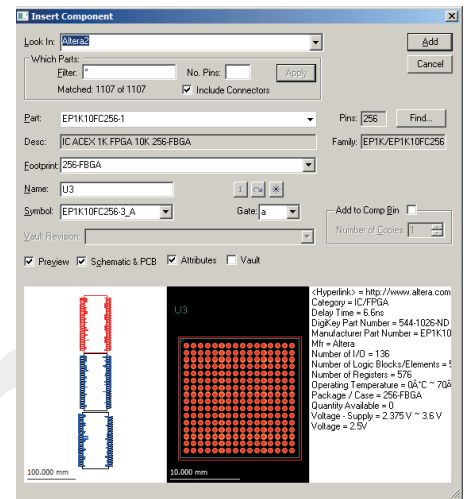 Insert Component
Look In: Altera2
Add
Which Parts:
Filter: * No. Pins: Apply
Cancel
Matched: 1107 of 1107 Include Connectors
Part: EP1K10FC256-1 Pins: 256 Find...
Desc: IC ACEX 1K FPGA 10K 256-FBGA Family: EP1K/EP1K10FC256
Footprint: 256-FBGA
Name: U3 1
Symbol: EP1K10FC256-3_A Gate: a Add to Comp Bin
Vault Revision: Number of Copies: 1
Preview Schematic & PCB Attributes Vault
<Hyperlink> = http://www.altera.com
Category = IC/FPGA
Delay Time = 6.6ns
DigiKey Part Number = 544-1026-ND
Manufacturer Part Number = EP1K10
Mfr = Altera
Number of I/O = 136
Number of Logic Blocks/Elements = 5
Number of Registers = 576
Operating Temperature = 0Â°C ~ 70Â
Package / Case = 256-FBGA
Quantity Available = 0
Voltage - Supply = 2.375 V ~ 3.6 V
Voltage = 2.5V
U3
100.000 mm
10.000 mm